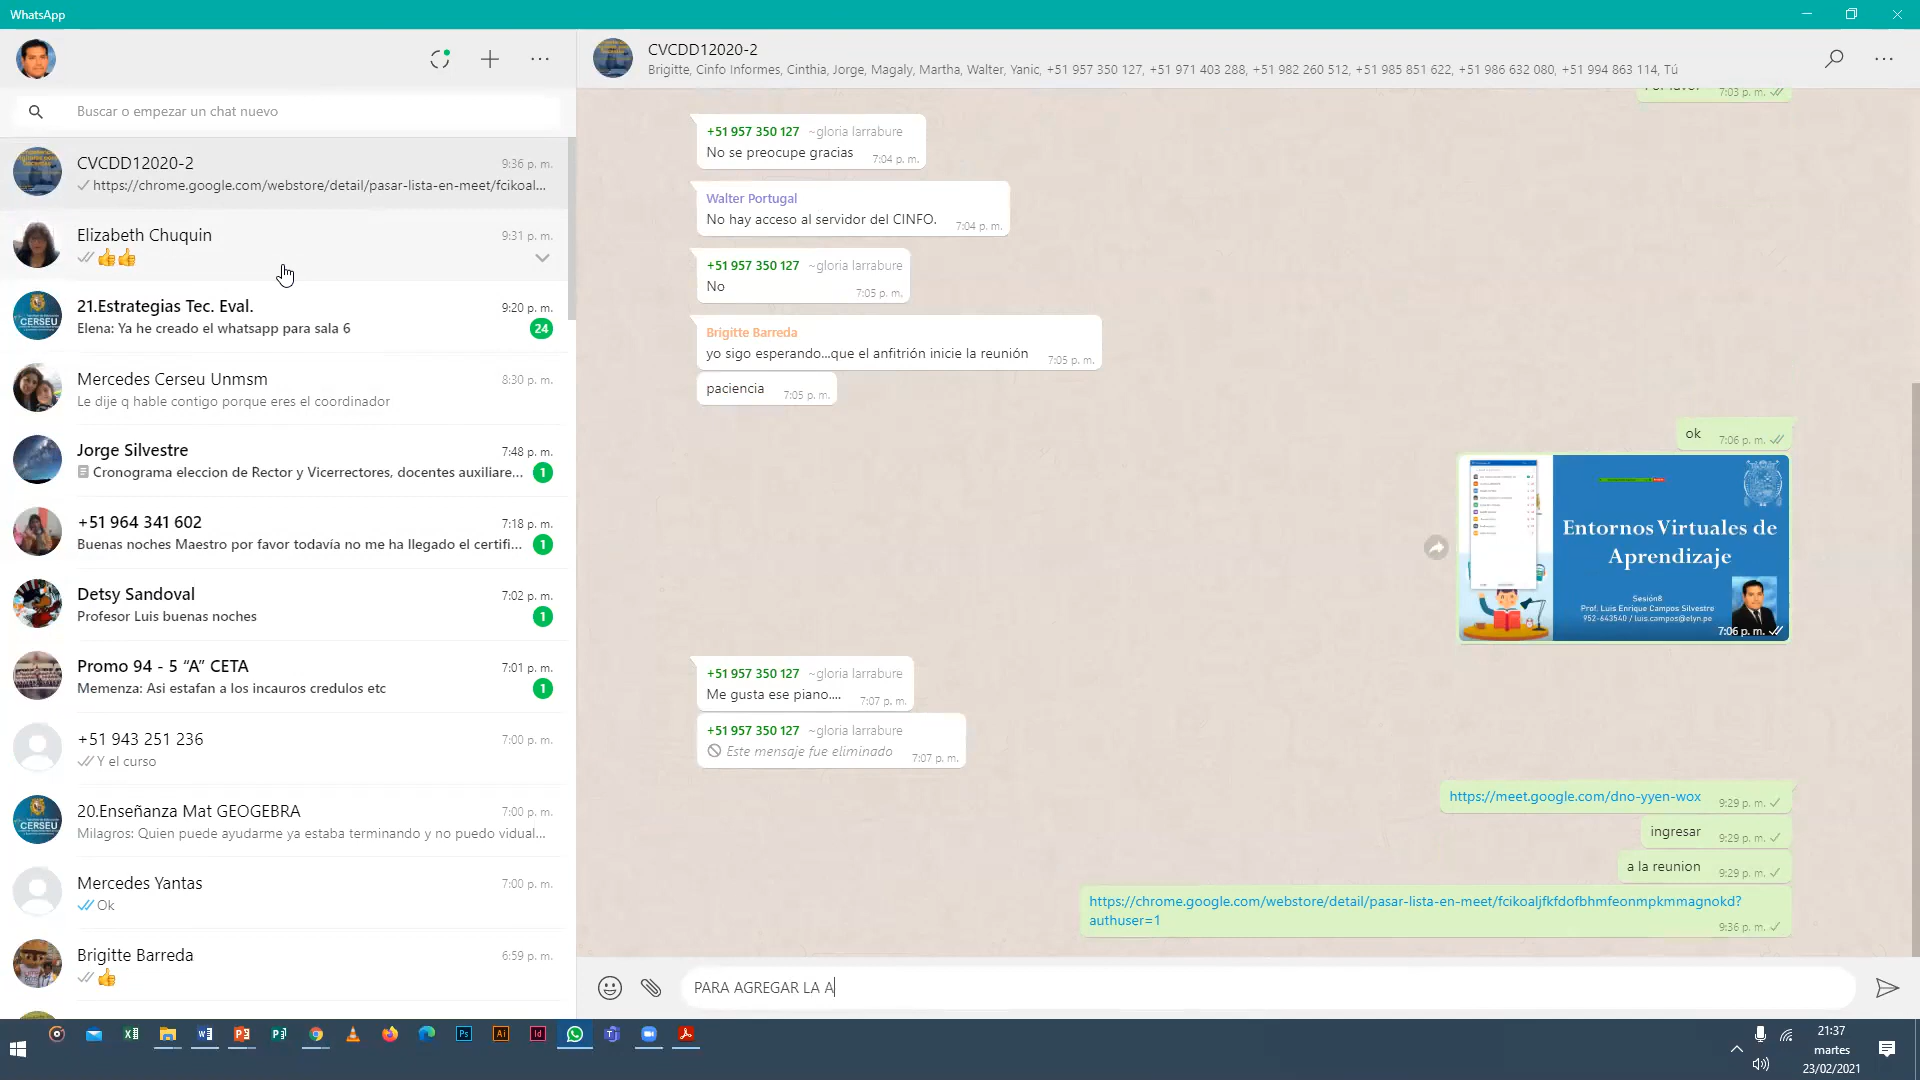 WhatsApp
Buscar o empezar un chat nuevo
CVCDD12020-2
9:36 p. m.
https://chrome.google.com/webstore/detail/pasar-lista-en-meet/fcikoal...
Elizabeth Chuquin
9:31 p. m.
21.Estrategias Tec. Eval.
9:20 p. m.
Elena: Ya he creado el whatsapp para sala 6
24
Mercedes Cerseu Unmsm
8:30 p. m.
Le dije q hable contigo porque eres el coordinador
Jorge Silvestre
7:48 p. m.
Cronograma eleccion de Rector y Vicerrectores, docentes auxiliare...
1
+51 964 341 602
7:18 p. m.
Buenas noches Maestro por favor todavía no me ha llegado el certifi...
1
Detsy Sandoval
7:02 p. m.
Profesor Luis buenas noches
1
Promo 94 - 5 “A” CETA
7:01 p. m.
Memenza: Asi estafan a los incauros credulos etc
1
+51 943 251 236
7:00 p. m.
Y el curso
20.Enseñanza Mat GEOGEBRA
7:00 p. m.
Milagros: Quien puede ayudarme ya estaba terminando y no puedo vidual...
Mercedes Yantas
7:00 p. m.
Ok
Brigitte Barreda
6:59 p. m.
CVCDD12020-2
Brigitte, Cinfo Informes, Cinthia, Jorge, Magaly, Martha, Walter, Yanic, +51 957 350 127, +51 971 403 288, +51 982 260 512, +51 985 851 622, +51 986 632 080, +51 994 863 114, Tú
7:03 p. m.
+51 957 350 127 ~gloria larrabure
No se preocupe gracias
7:04 p. m.
Walter Portugal
No hay acceso al servidor del CINFO.
7:04 p. m.
+51 957 350 127 ~gloria larrabure
No
7:05 p. m.
Brigitte Barreda
yo sigo esperando...que el anfitrión inicie la reunión
7:05 p. m.
paciencia
7:05 p. m.
ok
7:06 p. m.
Entornos Virtuales de
Aprendizaje
Sesión8
Prof. Luis Enrique Campos Silvestre
952-643540 / luis.campos@elyn.pe
7:06 p. m.
+51 957 350 127 ~gloria larrabure
Me gusta ese piano....
7:07 p. m.
+51 957 350 127 ~gloria larrabure
Este mensaje fue eliminado
7:07 p. m.
https://meet.google.com/dno-yyen-wox
9:29 p. m.
ingresar
9:29 p. m.
a la reunion
9:29 p. m.
https://chrome.google.com/webstore/detail/pasar-lista-en-meet/fcikoaljfkfdofbhmfeonmpkmmagnokd?
authuser=1
9:36 p. m.
PARA AGREGAR LA A
21:37
martes
23/02/2021